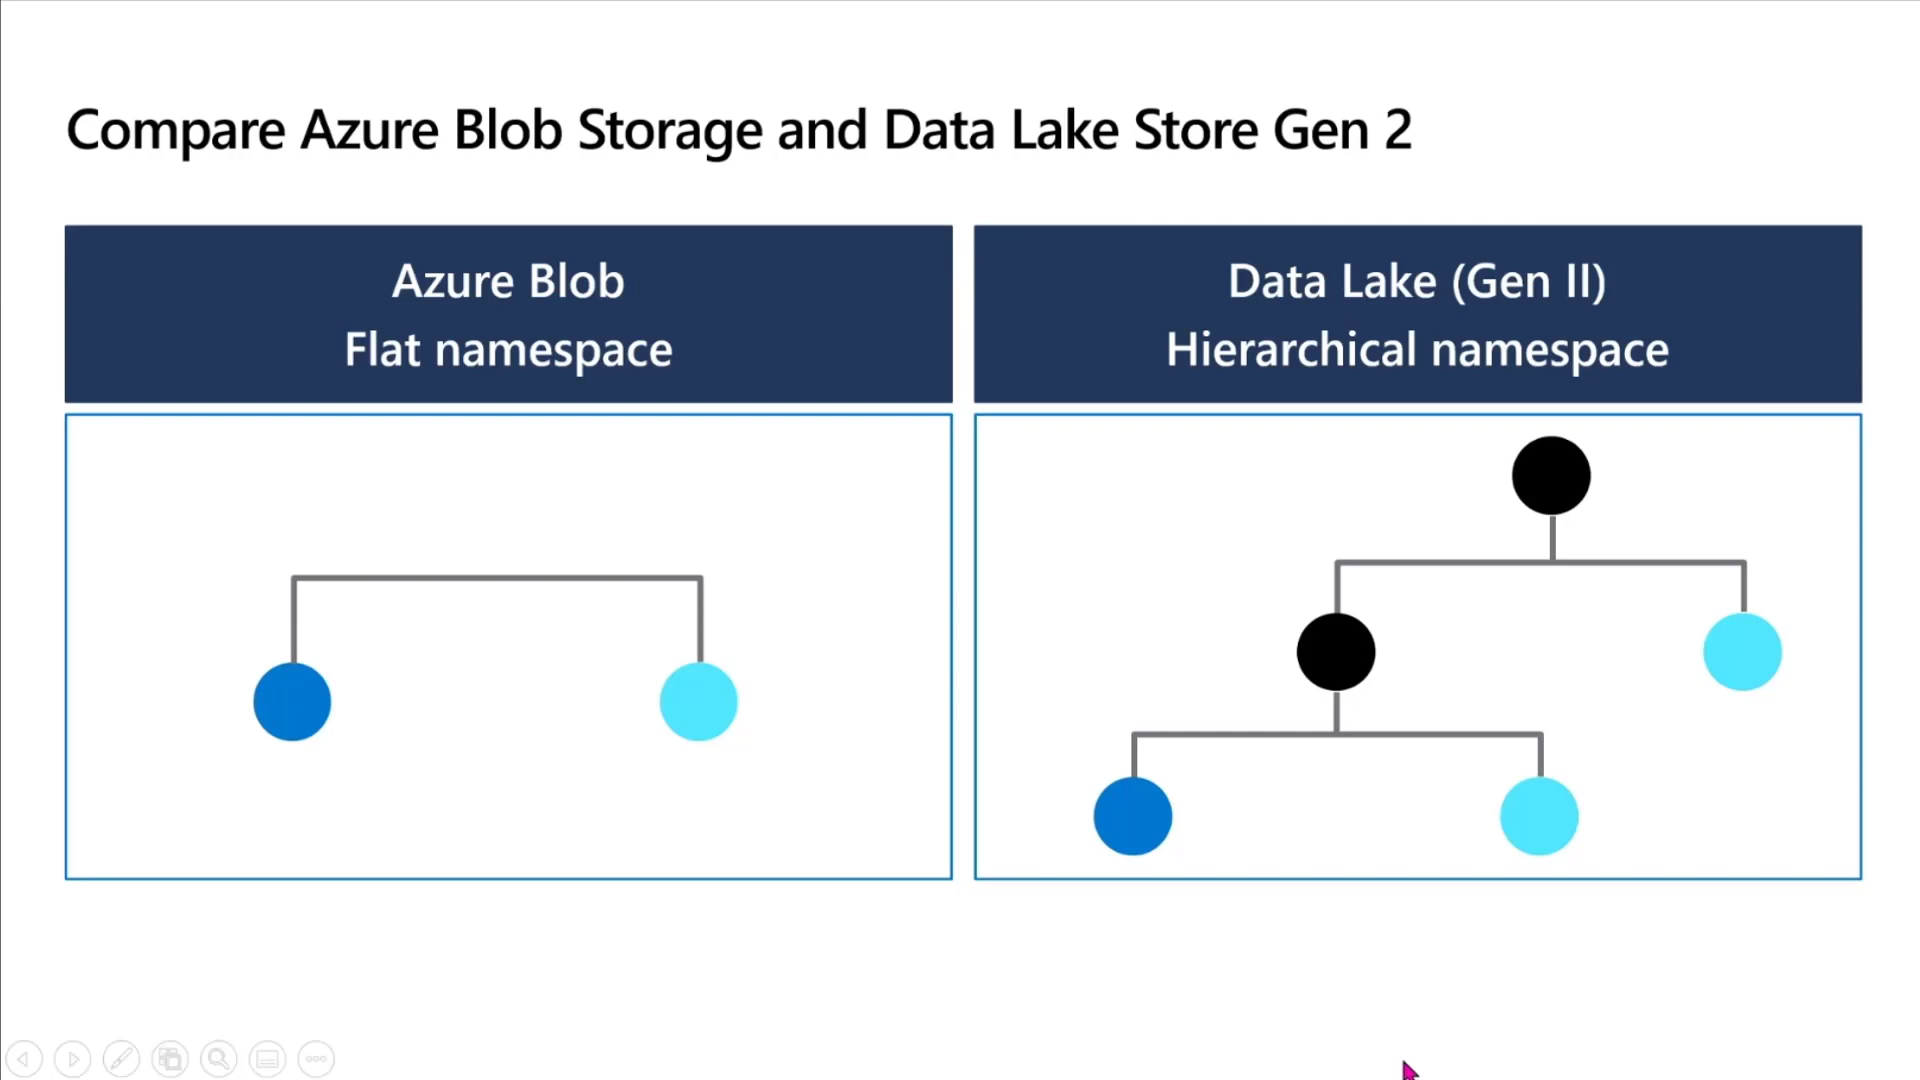 Compare Azure Blob Storage and Data Lake Store Gen 2
Azure Blob
Flat namespace
Data Lake (Gen II)
Hierarchical namespace